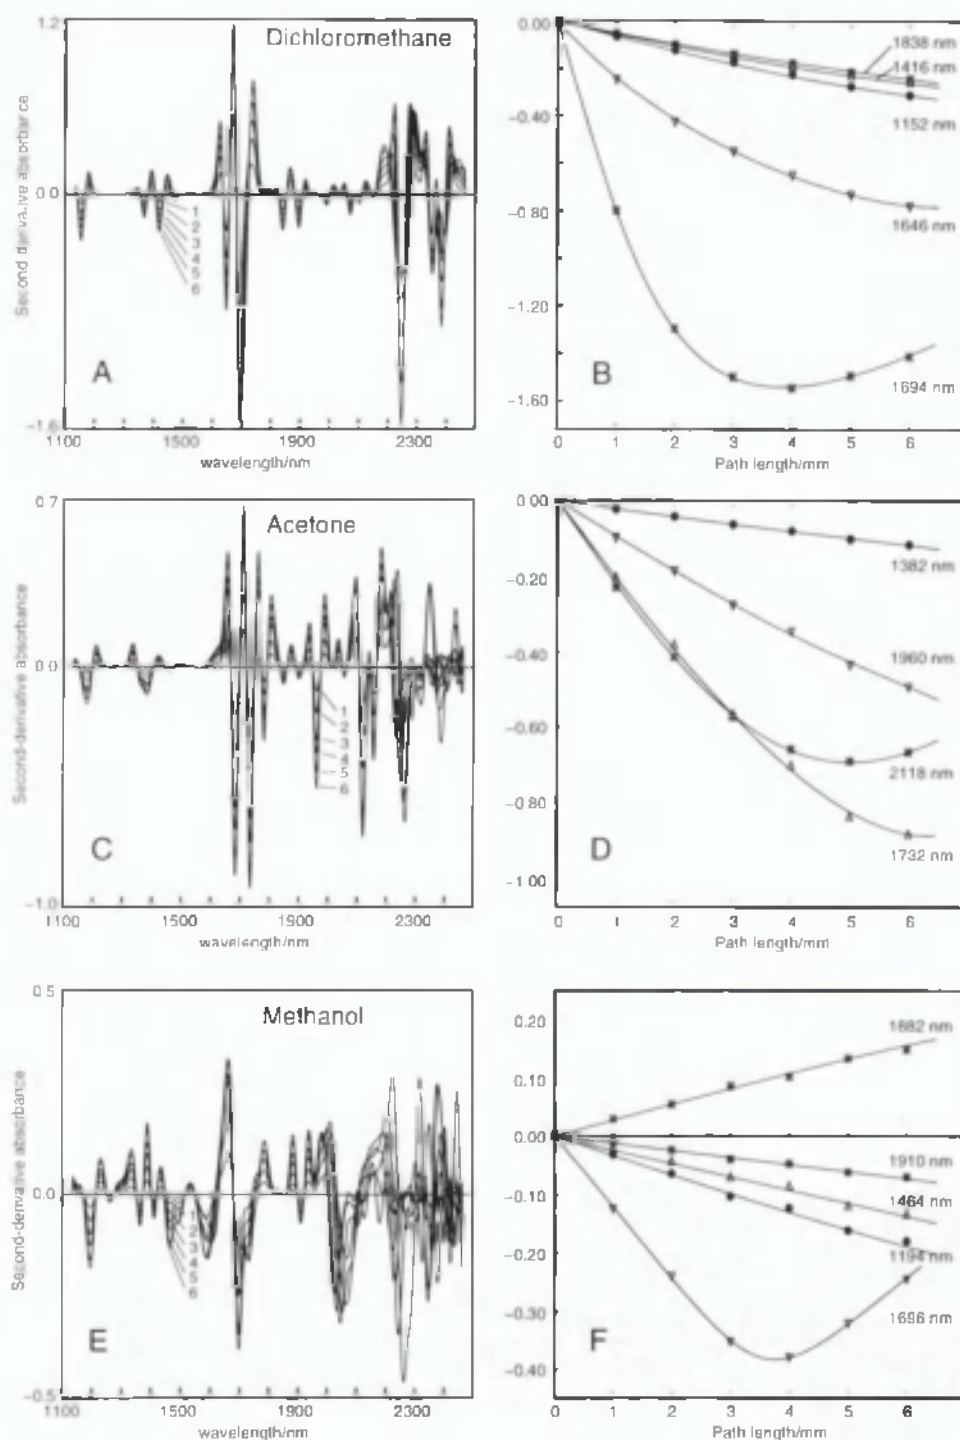 Dichloromethane
1.2
0.0
-1.6
Second derivative absorbance
1
2
3
4
5
6
A
1100
1500
1900
2300
wavelength/nm
0.00
-0.40
-0.80
-1.20
-1.60
1838 nm
1416 nm
1152 nm
1646 nm
1694 nm
B
0
1
2
3
4
5
6
Path length/mm
Acetone
0.7
0.0
-1.0
Second-derivative absorbance
1
2
3
4
5
6
C
1100
1500
1900
2300
wavelength/nm
0.00
-0.20
-0.40
-0.60
-0.80
-1 00
1382 nm
1960 nm
2118 nm
1732 nm
D
0
1
2
3
4
5
6
Path length/mm
Methanol
0.5
0.0
-0.5
Second-derivative absorbance
1
2
3
4
5
6
E
1100
1500
1900
2300
wavelength/nm
0.20
0.10
0.00
-0.10
-0.20
-0.30
-0.40
1882 nm
1910 nm
1464 nm
1194 nm
1696 nm
F
0
1
2
3
4
5
6
Path length/mm